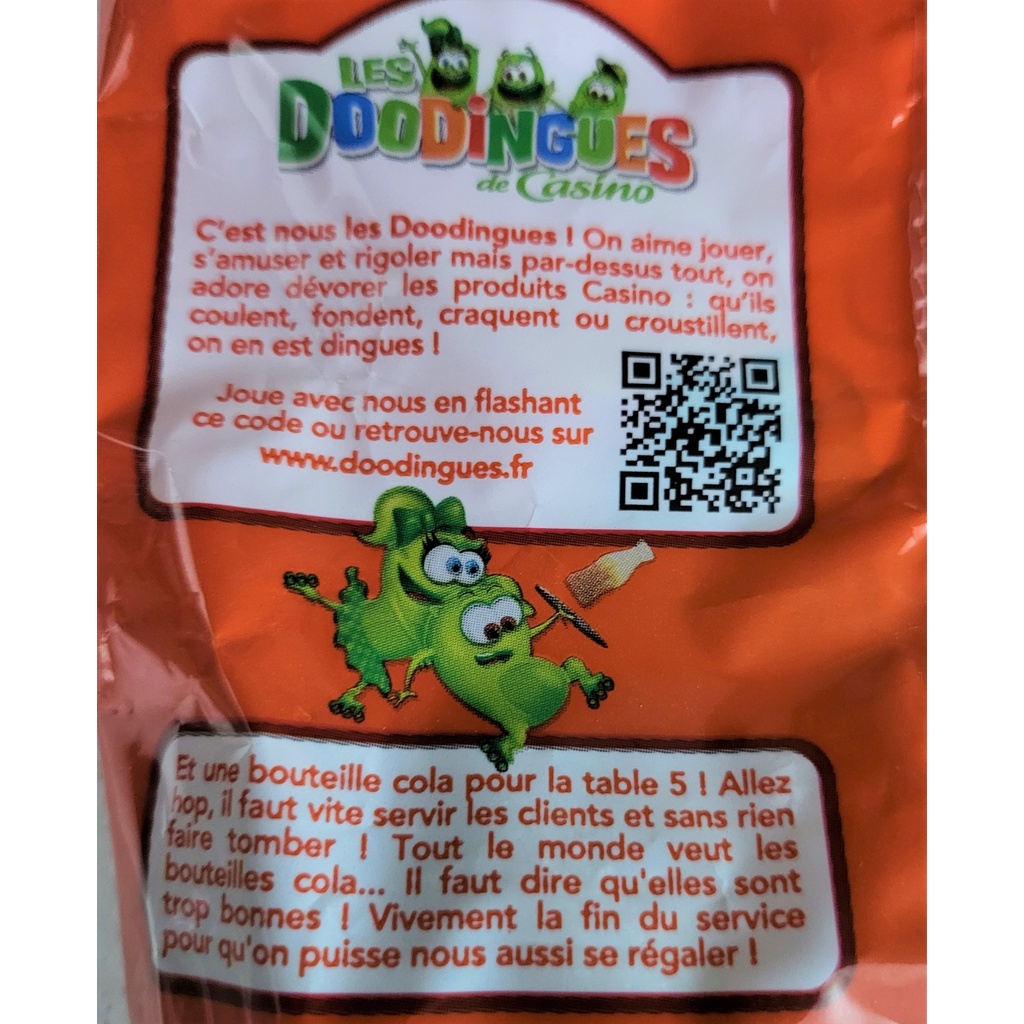 LES
DOODiNGUES
de Casino
C'est nous les Doodingues ! On aime jouer,
s'amuser et rigoler mais par-dessus tout, on
adore dévorer les produits Casino : qu'ils
coulent, fondent, craquent ou croustillent,
on en est dingues !
Joue avec nous en flashant
ce code ou retrouve-nous sur
www.doodingues.fr
Et une bouteille cola pour la table 5 ! Allez
hop, il faut vite servir les clients et sans rien
faire tomber ! Tout le monde veut les
bouteilles cola... Il faut dire qu'elles sont
trop bonnes ! Vivement la fin du service
pour qu'on puisse nous aussi se régaler !